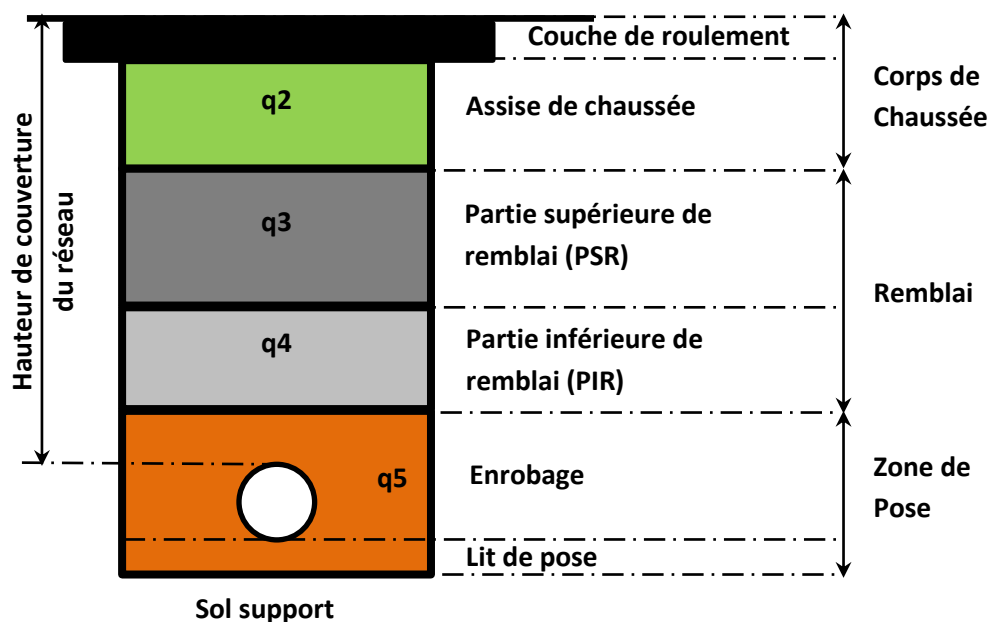 Couche de roulement
Corps de
Chaussée
q2
Assise de chaussée
Hauteur de couverture
du réseau
q3
Partie supérieure de
remblai (PSR)
Remblai
q4
Partie inférieure de
remblai (PIR)
q5
Enrobage
Zone de
Pose
Lit de pose
Sol support